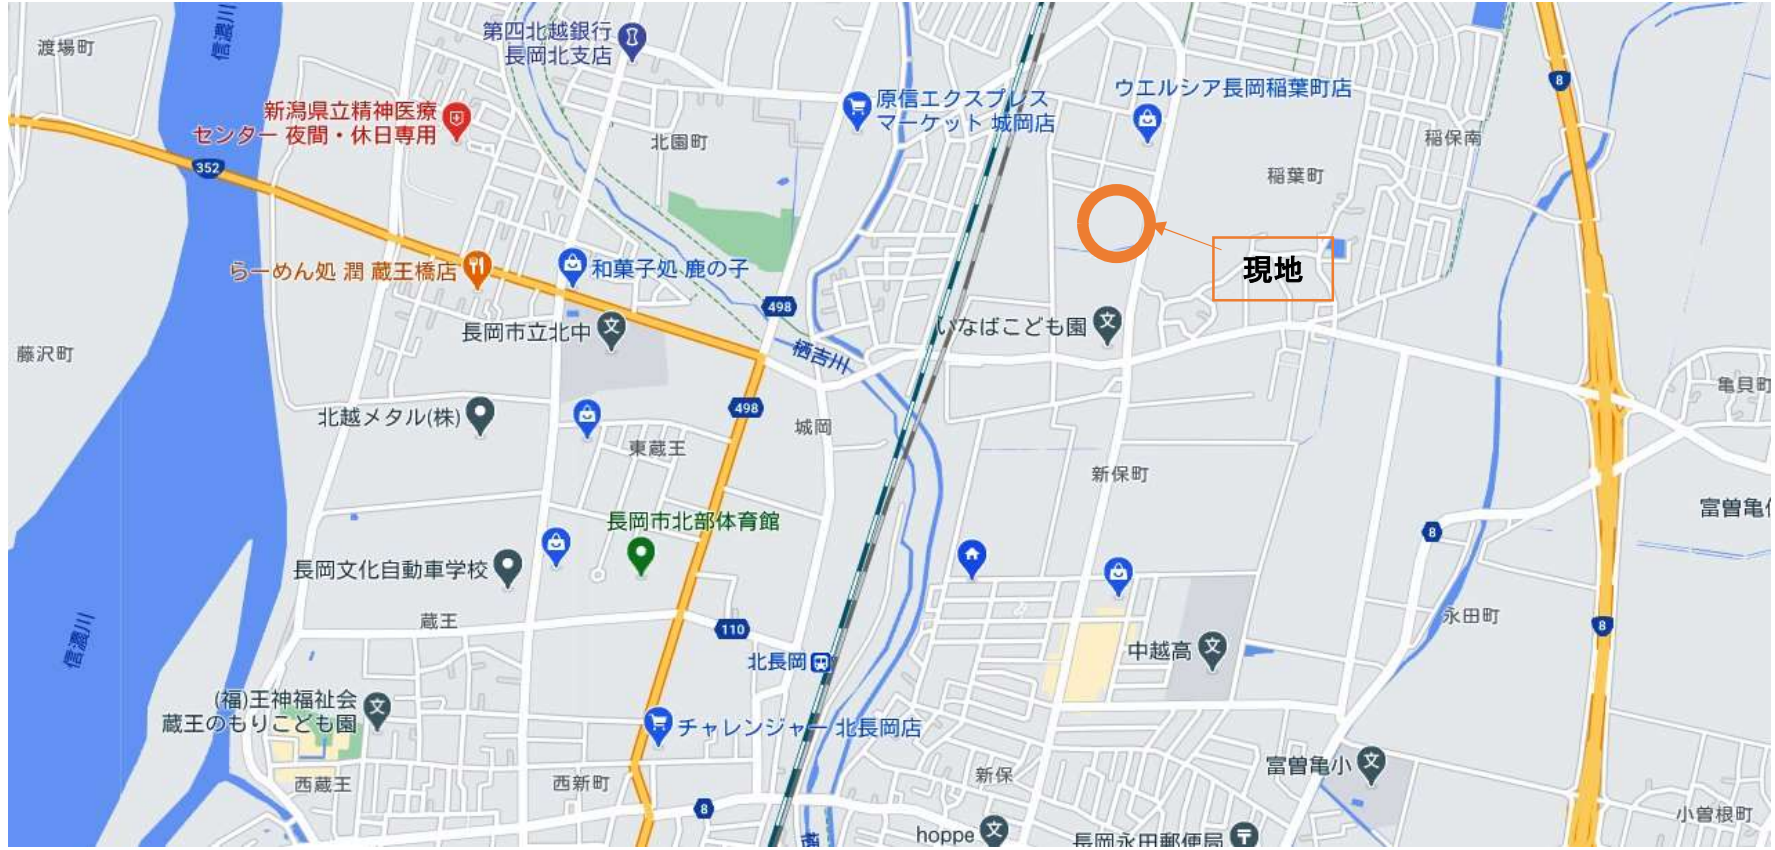 渡場町
信濃川
信濃川
第四北越銀行
長岡北支店
新潟県立精神医療
センター 夜間・休日専用
352
北園町
原信エクスプレス
マーケット 城岡店
ウエルシア長岡稲葉町店
8
稲保南
稲葉町
現地
らーめん処 潤 蔵王橋店
和菓子処 鹿の子
498
長岡市立北中
栖吉川
いなばこども園
藤沢町
亀貝町
北越メタル(株)
498
城岡
東蔵王
新保町
富曽亀
長岡市北部体育館
8
長岡文化自動車学校
蔵王
110
永田町
8
信濃川
北長岡
中越高
(福)王神福祉会
蔵王のもりこども園
チャレンジャー 北長岡店
西蔵王
西新町
新保
富曽亀小
8
小曽根町
hoppe
長岡永田郵便局